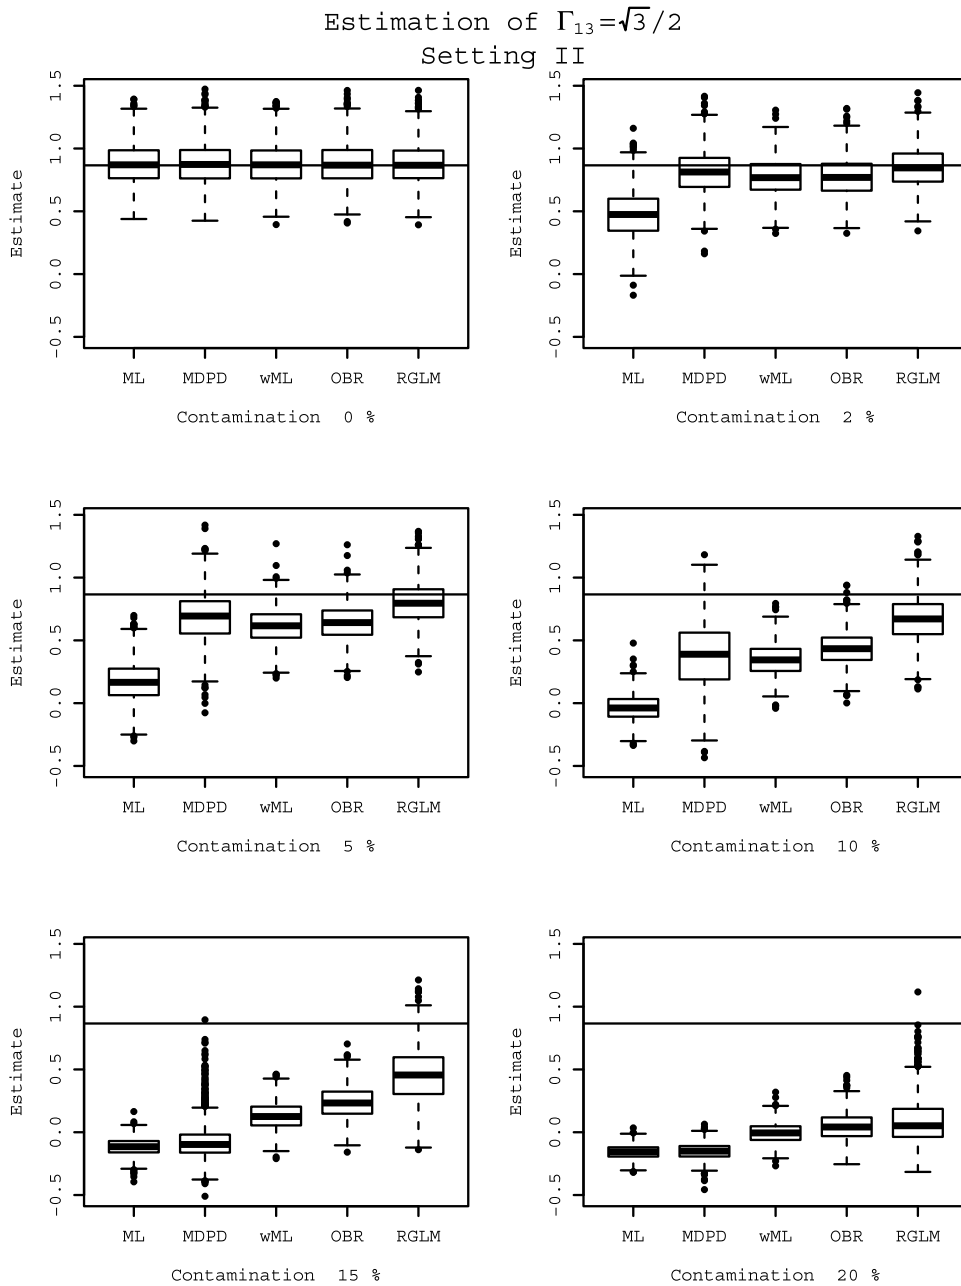 Estimation of Γ₁₃=√3/2
Setting II
1.5
1.0
0.5
0.0
-0.5
Estimate
ML MDPD wML OBR RGLM
Contamination 0 %
1.5
1.0
0.5
0.0
-0.5
Estimate
ML MDPD wML OBR RGLM
Contamination 2 %
1.5
1.0
0.5
0.0
-0.5
Estimate
ML MDPD wML OBR RGLM
Contamination 5 %
1.5
1.0
0.5
0.0
-0.5
Estimate
ML MDPD wML OBR RGLM
Contamination 10 %
1.5
1.0
0.5
0.0
-0.5
Estimate
ML MDPD wML OBR RGLM
Contamination 15 %
1.5
1.0
0.5
0.0
-0.5
Estimate
ML MDPD wML OBR RGLM
Contamination 20 %